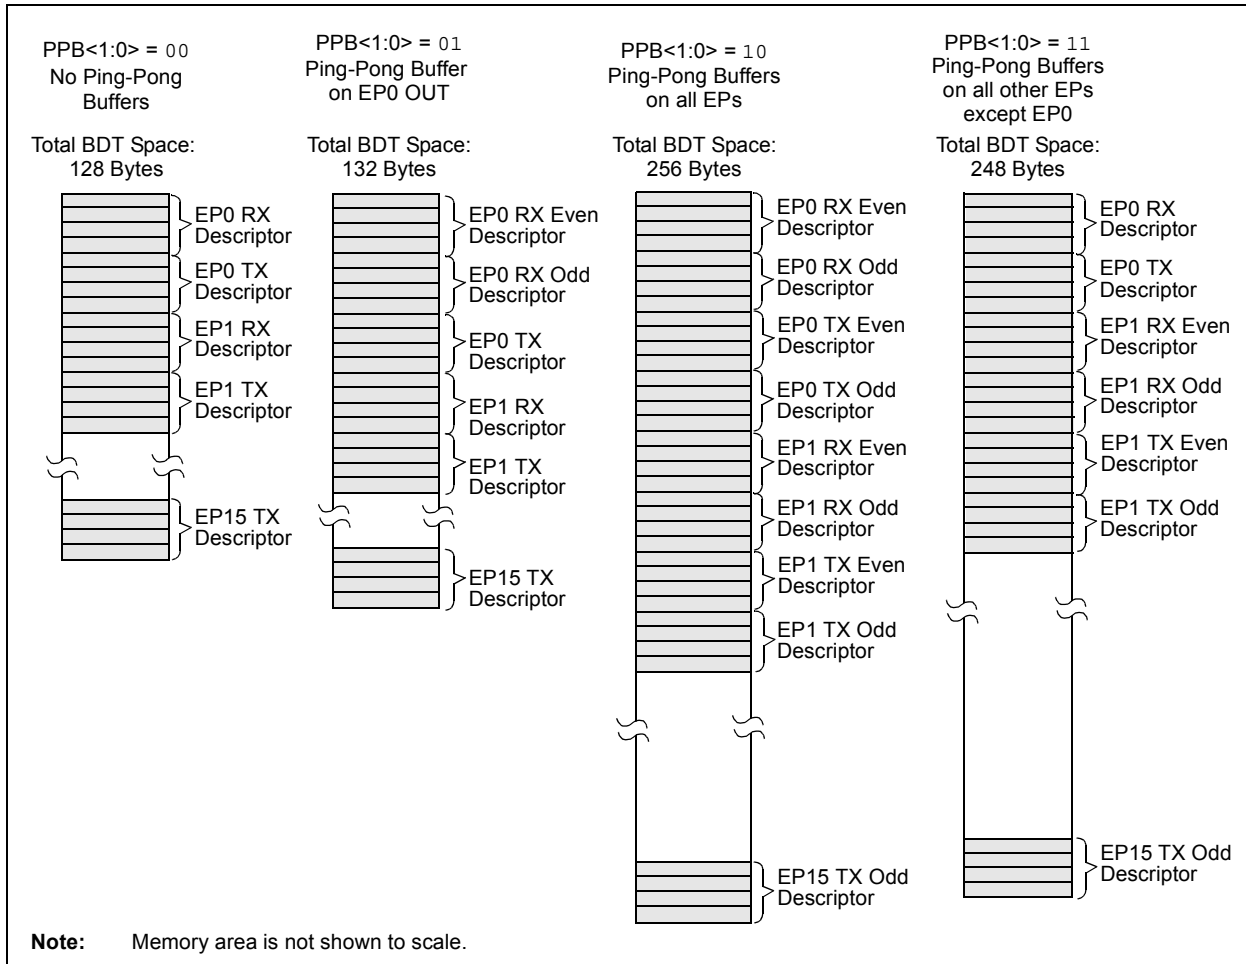 PPB<1:0> = 00
No Ping-Pong
Buffers
Total BDT Space:
128 Bytes
EP0 RX
Descriptor
EP0 TX
Descriptor
EP1 RX
Descriptor
EP1 TX
Descriptor
EP15 TX
Descriptor
PPB<1:0> = 01
Ping-Pong Buffer
on EP0 OUT
Total BDT Space:
132 Bytes
EP0 RX Even
Descriptor
EP0 RX Odd
Descriptor
EP0 TX
Descriptor
EP1 RX
Descriptor
EP1 TX
Descriptor
EP15 TX
Descriptor
PPB<1:0> = 10
Ping-Pong Buffers
on all EPs
Total BDT Space:
256 Bytes
EP0 RX Even
Descriptor
EP0 RX Odd
Descriptor
EP0 TX Even
Descriptor
EP0 TX Odd
Descriptor
EP1 RX Even
Descriptor
EP1 RX Odd
Descriptor
EP1 TX Even
Descriptor
EP1 TX Odd
Descriptor
EP15 TX Odd
Descriptor
PPB<1:0> = 11
Ping-Pong Buffers
on all other EPs
except EP0
Total BDT Space:
248 Bytes
EP0 RX
Descriptor
EP0 TX
Descriptor
EP1 RX Even
Descriptor
EP1 RX Odd
Descriptor
EP1 TX Even
Descriptor
EP1 TX Odd
Descriptor
EP15 TX Odd
Descriptor
Note: Memory area is not shown to scale.